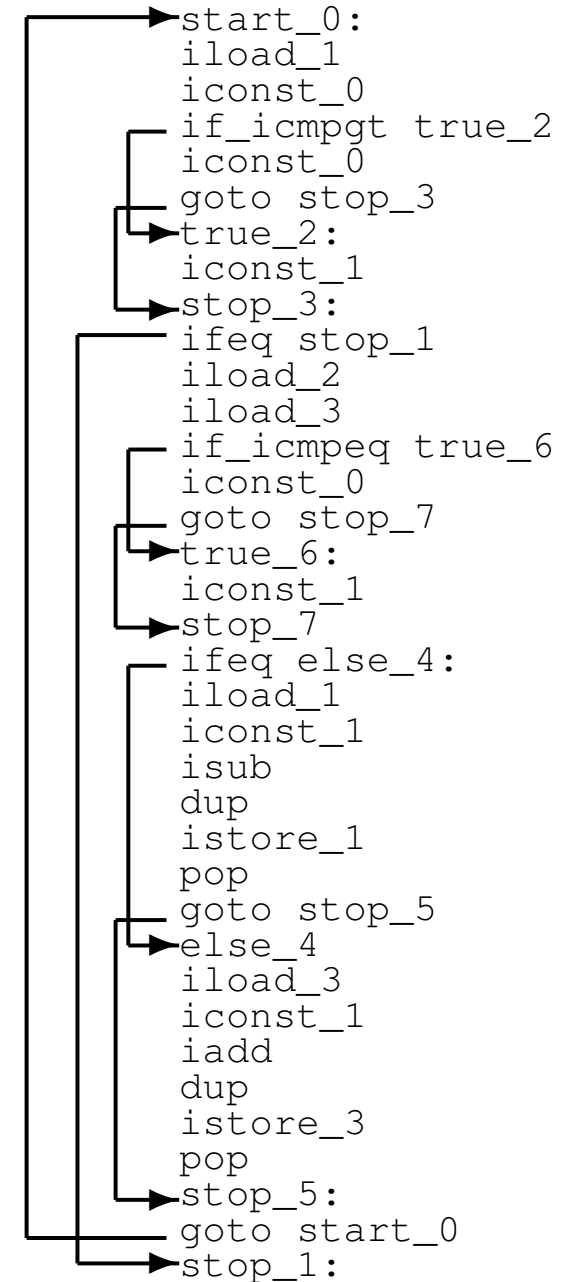 start_0:
iload_1
iconst_0
if_icmpgt true_2
iconst_0
goto stop_3
true_2:
iconst_1
stop_3:
ifeq stop_1
iload_2
iload_3
if_icmpeq true_6
iconst_0
goto stop_7
true_6:
iconst_1
stop_7
ifeq else_4:
iload_1
iconst_1
isub
dup
istore_1
pop
goto stop_5
else_4
iload_3
iconst_1
iadd
dup
istore_3
pop
stop_5:
goto start_0
stop_1: